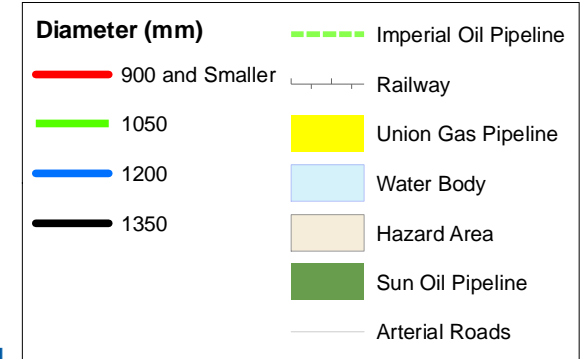 Diameter (mm)
900 and Smaller
1050
1200
1350
Imperial Oil Pipeline
Railway
Union Gas Pipeline
Water Body
Hazard Area
Sun Oil Pipeline
Arterial Roads